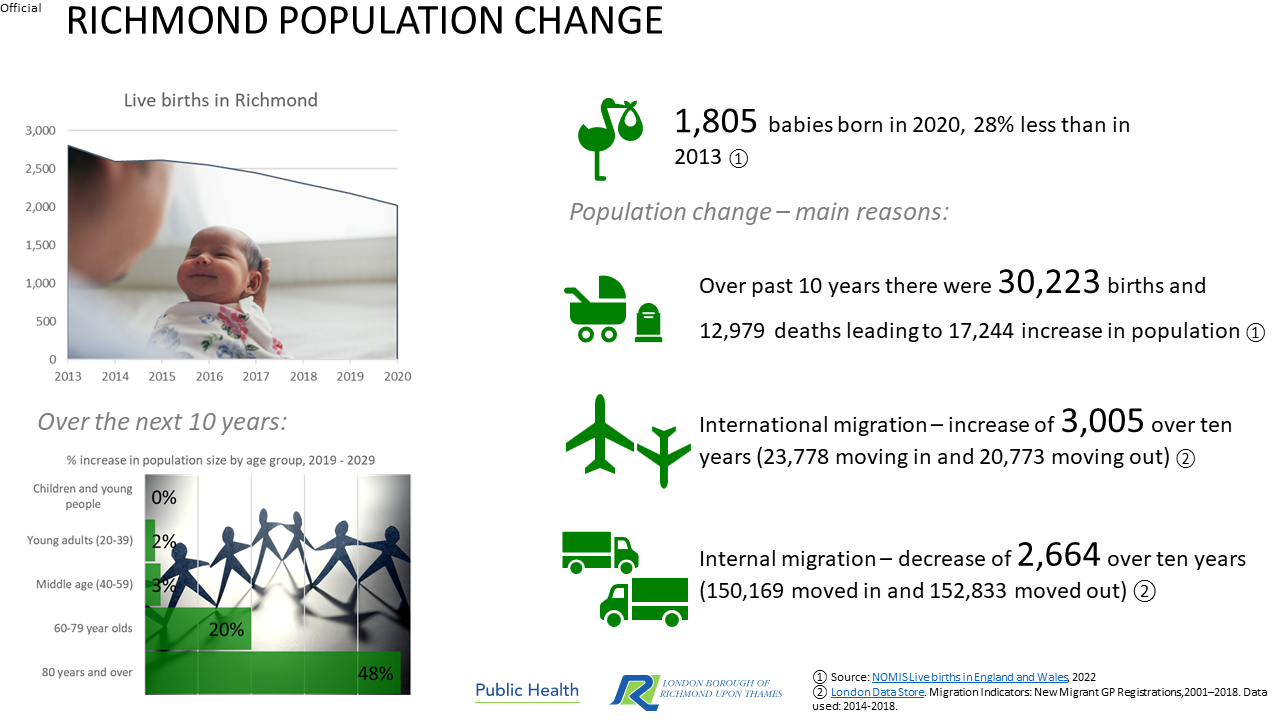 Official
RICHMOND POPULATION CHANGE
Live births in Richmond
3,000
2,500
2,000
1,500
1,000
500
0
2013 2014 2015 2016 2017 2018 2019 2020
Over the next 10 years:
% increase in population size by age group, 2019 - 2029
Children and young
people
0%
Young adults (20-39)
2%
Middle age (40-59)
3%
60-79 year olds
20%
80 years and over
48%
1,805 babies born in 2020, 28% less than in
2013 ①
Population change – main reasons:
Over past 10 years there were 30,223 births and
12,979 deaths leading to 17,244 increase in population ①
International migration – increase of 3,005 over ten
years (23,778 moving in and 20,773 moving out) ②
Internal migration – decrease of 2,664 over ten years
(150,169 moved in and 152,833 moved out) ②
Public Health
LONDON BOROUGH OF
RICHMOND UPON THAMES
① Source: NOMIS Live births in England and Wales, 2022
② London Data Store. Migration Indicators: New Migrant GP Registrations,2001–2018. Data
used: 2014-2018.